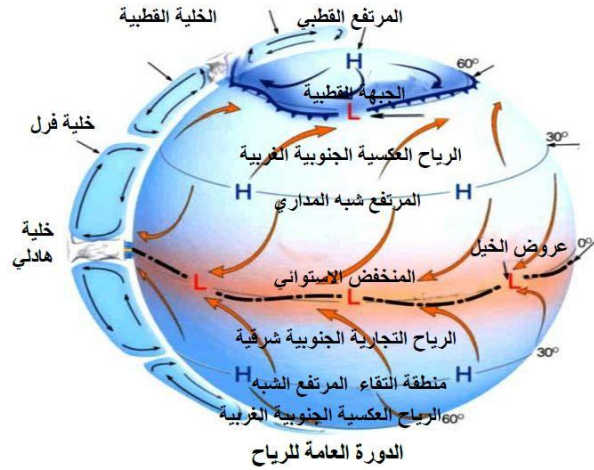 الخلية القطبية
المرتفع القطبي
H
60°
الجبهة القطبية
L
خلية فرل
30°
الرياح العكسية الجنوبية الغربية
H
H
المرتفع شبه المداري
خلية
هادلي
عروض الخيل
0°
المنخفض الاستوائي
L
L
L
الرياح التجارية الجنوبية شرقية
30°
H
H
منطقة التقاء المرتفع الشبه
الرياح العكسية الجنوبية الغربية
60°
الدورة العامة للرياح